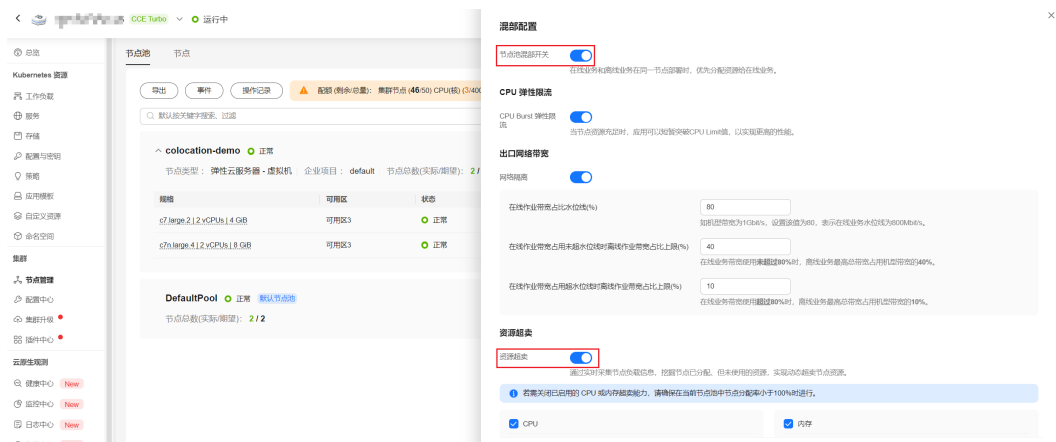 CCE Turbo 运行中
总览
Kubernetes 资源
工作负载
服务
存储
配置与密钥
策略
应用模板
自定义资源
命名空间
集群
节点管理
配置中心
集群升级
插件中心
云原生观测
健康中心 New
监控中心 New
日志中心 New
节点池 节点
导出 事件 操作记录 配额 (剩余/总量): 集群节点 (46/50) CPU(核) (3/400
默认按关键字搜索、过滤
colocation-demo 正常
节点类型： 弹性云服务器 - 虚拟机 企业项目： default 节点总数(实际/期望)： 2 /
规格 可用区 状态
c7.large.2 | 2 vCPUs | 4 GiB 可用区3 正常
c7n.large.4 | 2 vCPUs | 8 GiB 可用区3 正常
DefaultPool 正常 默认节点池
节点总数(实际/期望)： 2 / 2
混部配置
节点池混部开关
在线业务和离线业务在同一节点部署时，优先分配资源给在线业务。
CPU 弹性限流
CPU Burst 弹性限
流
当节点资源充足时，应用可以短暂突破CPU Limit值，以实现更高的性能。
出口网络带宽
网络隔离
在线作业带宽占比水位线(%) 80
如机型带宽为1Gbit/s，设置该值为80，表示在线业务水位线为800Mbit/s。
在线作业带宽占用未超水位线时离线作业带宽占比上限(%) 40
在线业务带宽使用未超过80%时，离线业务最高总带宽占用机型带宽的40%。
在线作业带宽占用超水位线时离线作业带宽占比上限(%) 10
在线业务带宽使用超过80%时，离线业务最高总带宽占用机型带宽的10%。
资源超卖
资源超卖
通过实时采集节点负载信息，挖掘节点已分配、但未使用的资源，实现动态超卖节点资源。
若需关闭已启用的 CPU 或内存超卖能力，请确保在当前节点池中节点分配率小于100%时进行。
CPU 内存